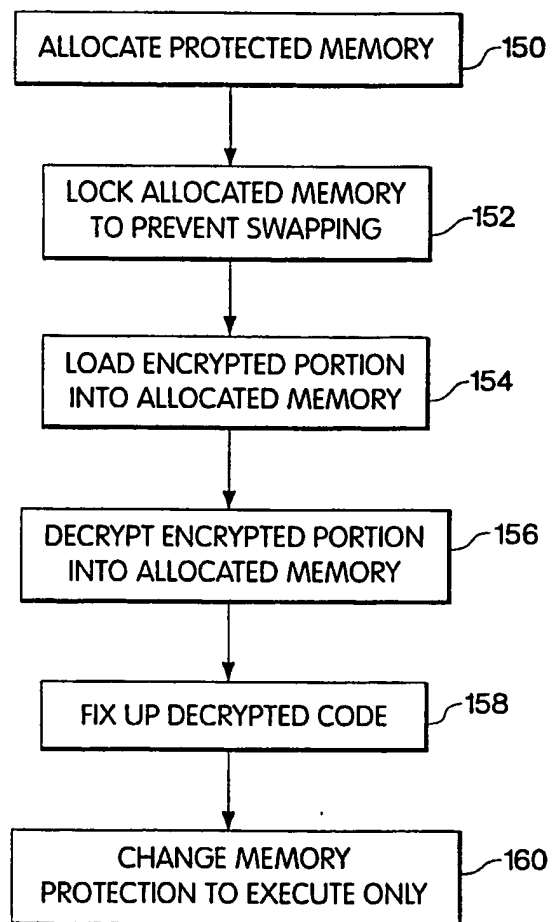 ALLOCATE PROTECTED MEMORY
150
LOCK ALLOCATED MEMORY
TO PREVENT SWAPPING
152
LOAD ENCRYPTED PORTION
INTO ALLOCATED MEMORY
154
DECRYPT ENCRYPTED PORTION
INTO ALLOCATED MEMORY
156
FIX UP DECRYPTED CODE
158
CHANGE MEMORY
PROTECTION TO EXECUTE ONLY
160